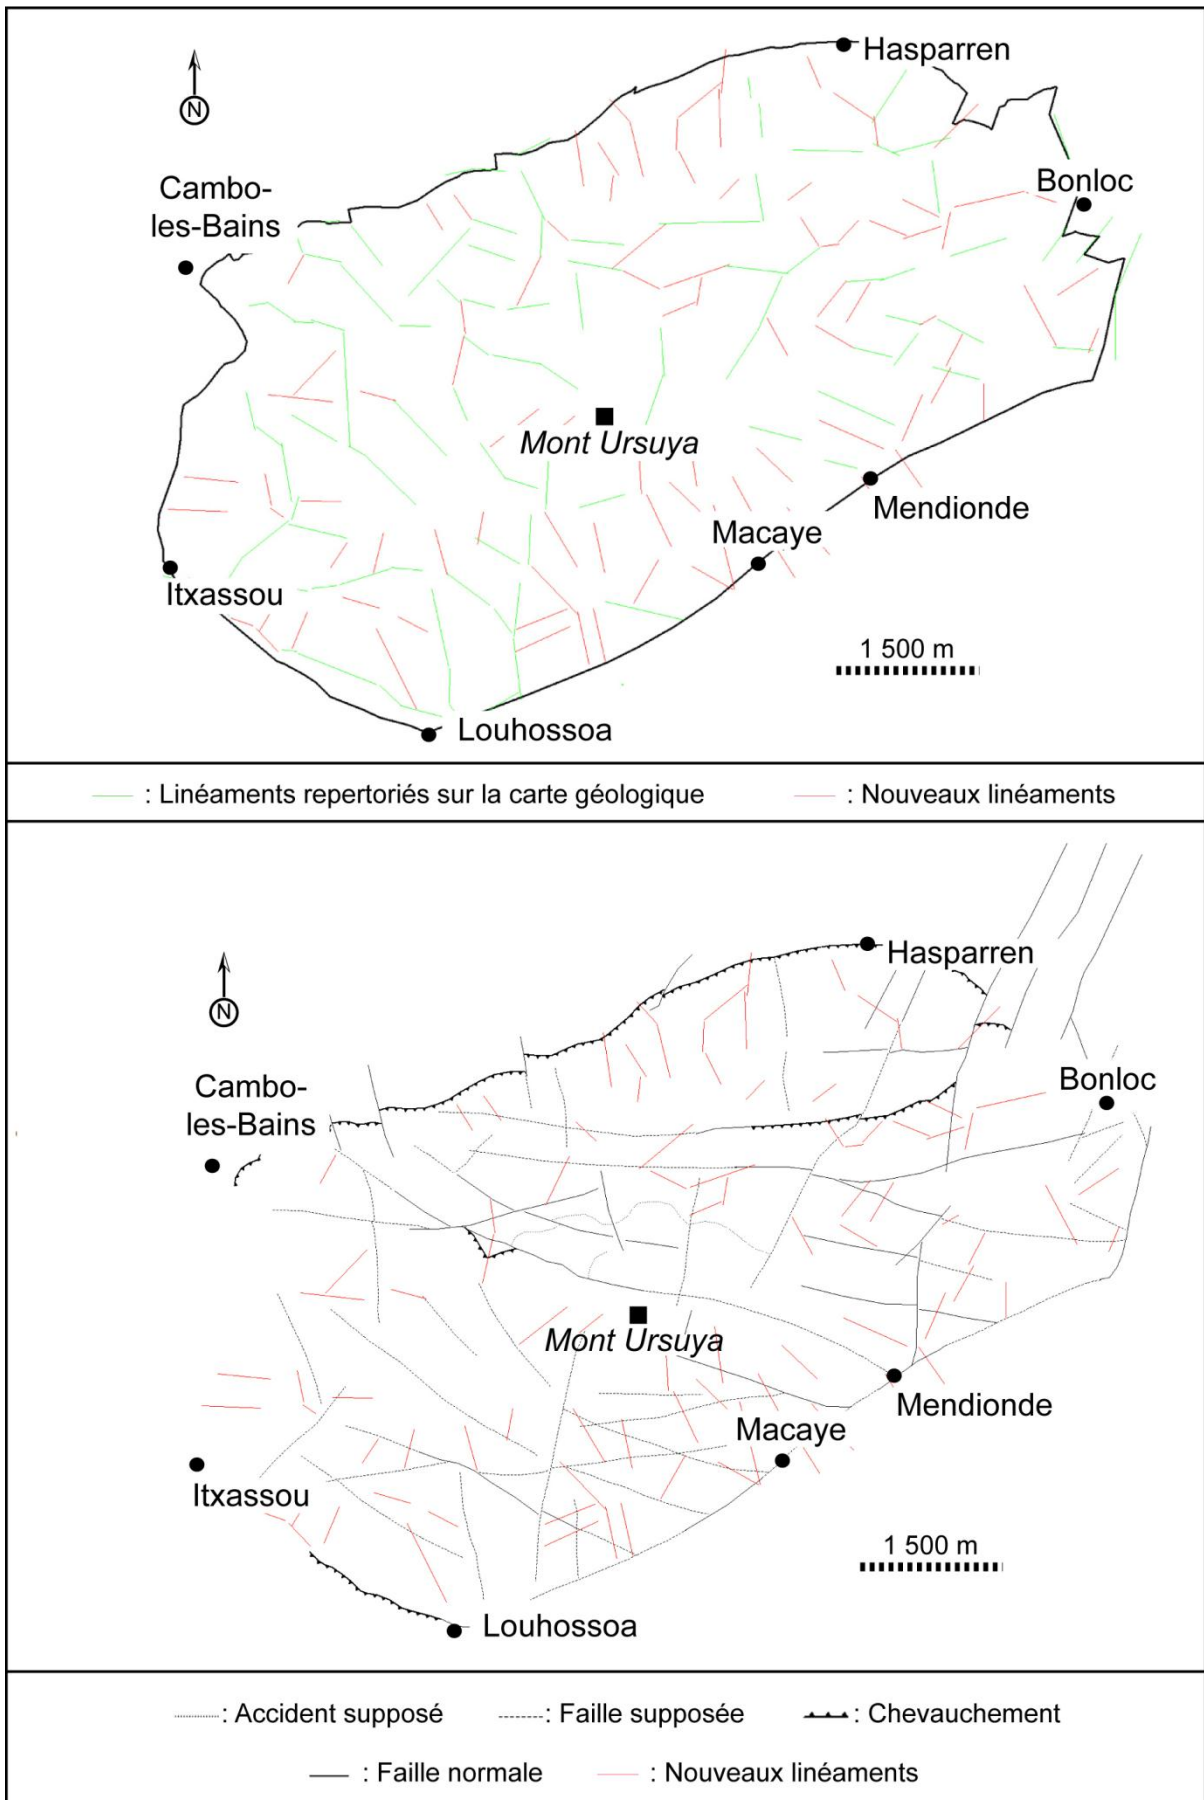 Hasparren
N
Cambo-
les-Bains
Bonloc
Mont Ursuya
Mendionde
Macaye
Itxassou
1 500 m
Louhossoa
: Linéaments repertoriés sur la carte géologique : Nouveaux linéaments
Hasparren
N
Cambo-
les-Bains
Bonloc
Mont Ursuya
Mendionde
Macaye
Itxassou
1 500 m
Louhossoa
: Accident supposé : Faille supposée : Chevauchement
: Faille normale : Nouveaux linéaments